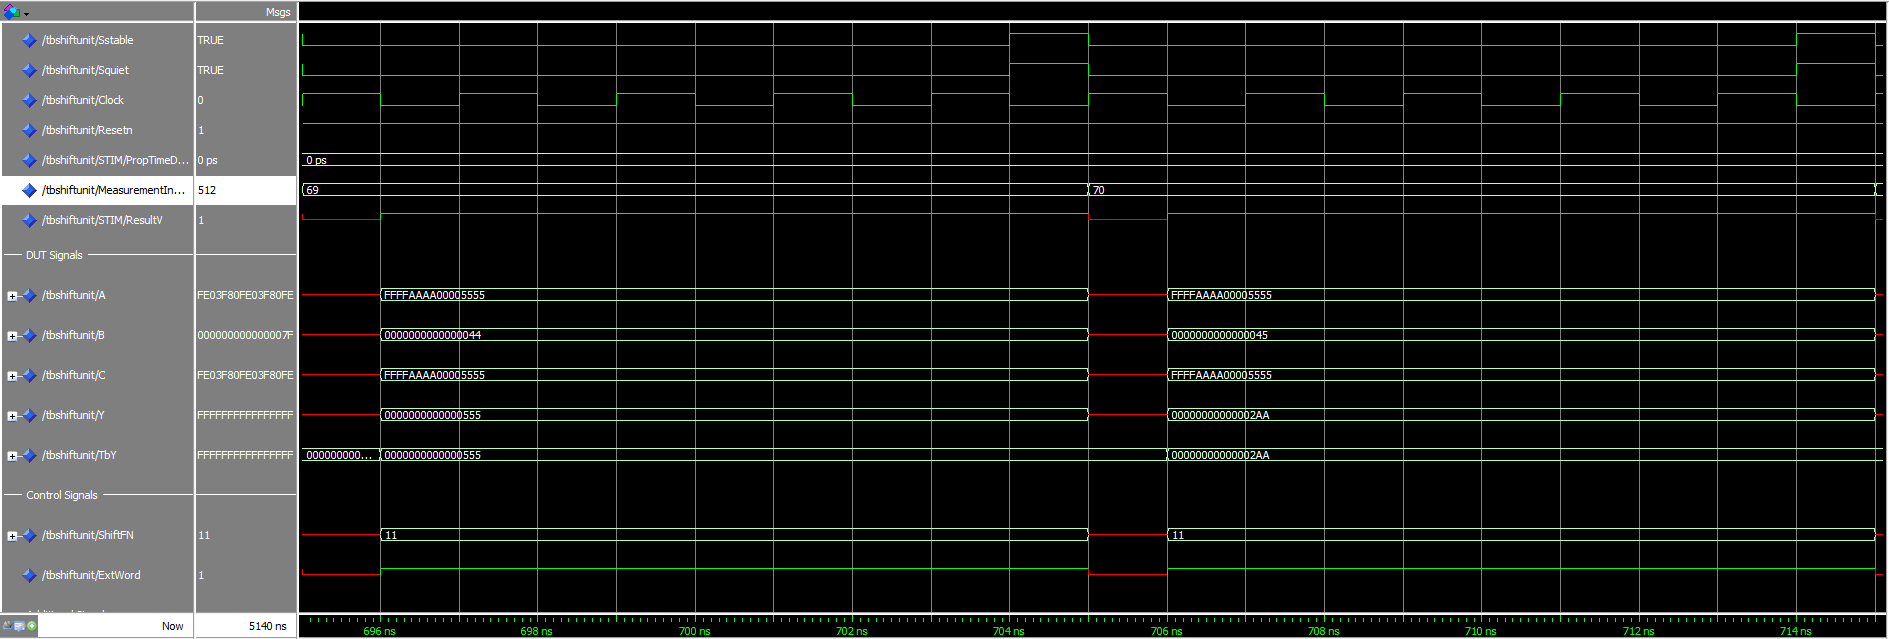 Msgs
/tbshiftunit/Sstable TRUE
/tbshiftunit/Squiet TRUE
/tbshiftunit/Clock 0
/tbshiftunit/Resetn 1
/tbshiftunit/STIM/PropTimeD... 0 ps 0 ps
/tbshiftunit/MeasurementIn... 512 69 70
/tbshiftunit/STIM/ResultV 1
DUT Signals
/tbshiftunit/A FE03F80FE03F80FE FFFFAAAA00005555 FFFFAAAA00005555
/tbshiftunit/B 000000000000007F 0000000000000044 0000000000000045
/tbshiftunit/C FE03F80FE03F80FE FFFFAAAA00005555 FFFFAAAA00005555
/tbshiftunit/Y FFFFFFFFFFFFFFFF 0000000000000555 00000000000002AA
/tbshiftunit/TbY FFFFFFFFFFFFFFFF 000000000... 0000000000000555 00000000000002AA
Control Signals
/tbshiftunit/ShiftFN 11 11 11
/tbshiftunit/ExtWord 1
Now 5140 ns 696 ns 698 ns 700 ns 702 ns 704 ns 706 ns 708 ns 710 ns 712 ns 714 ns